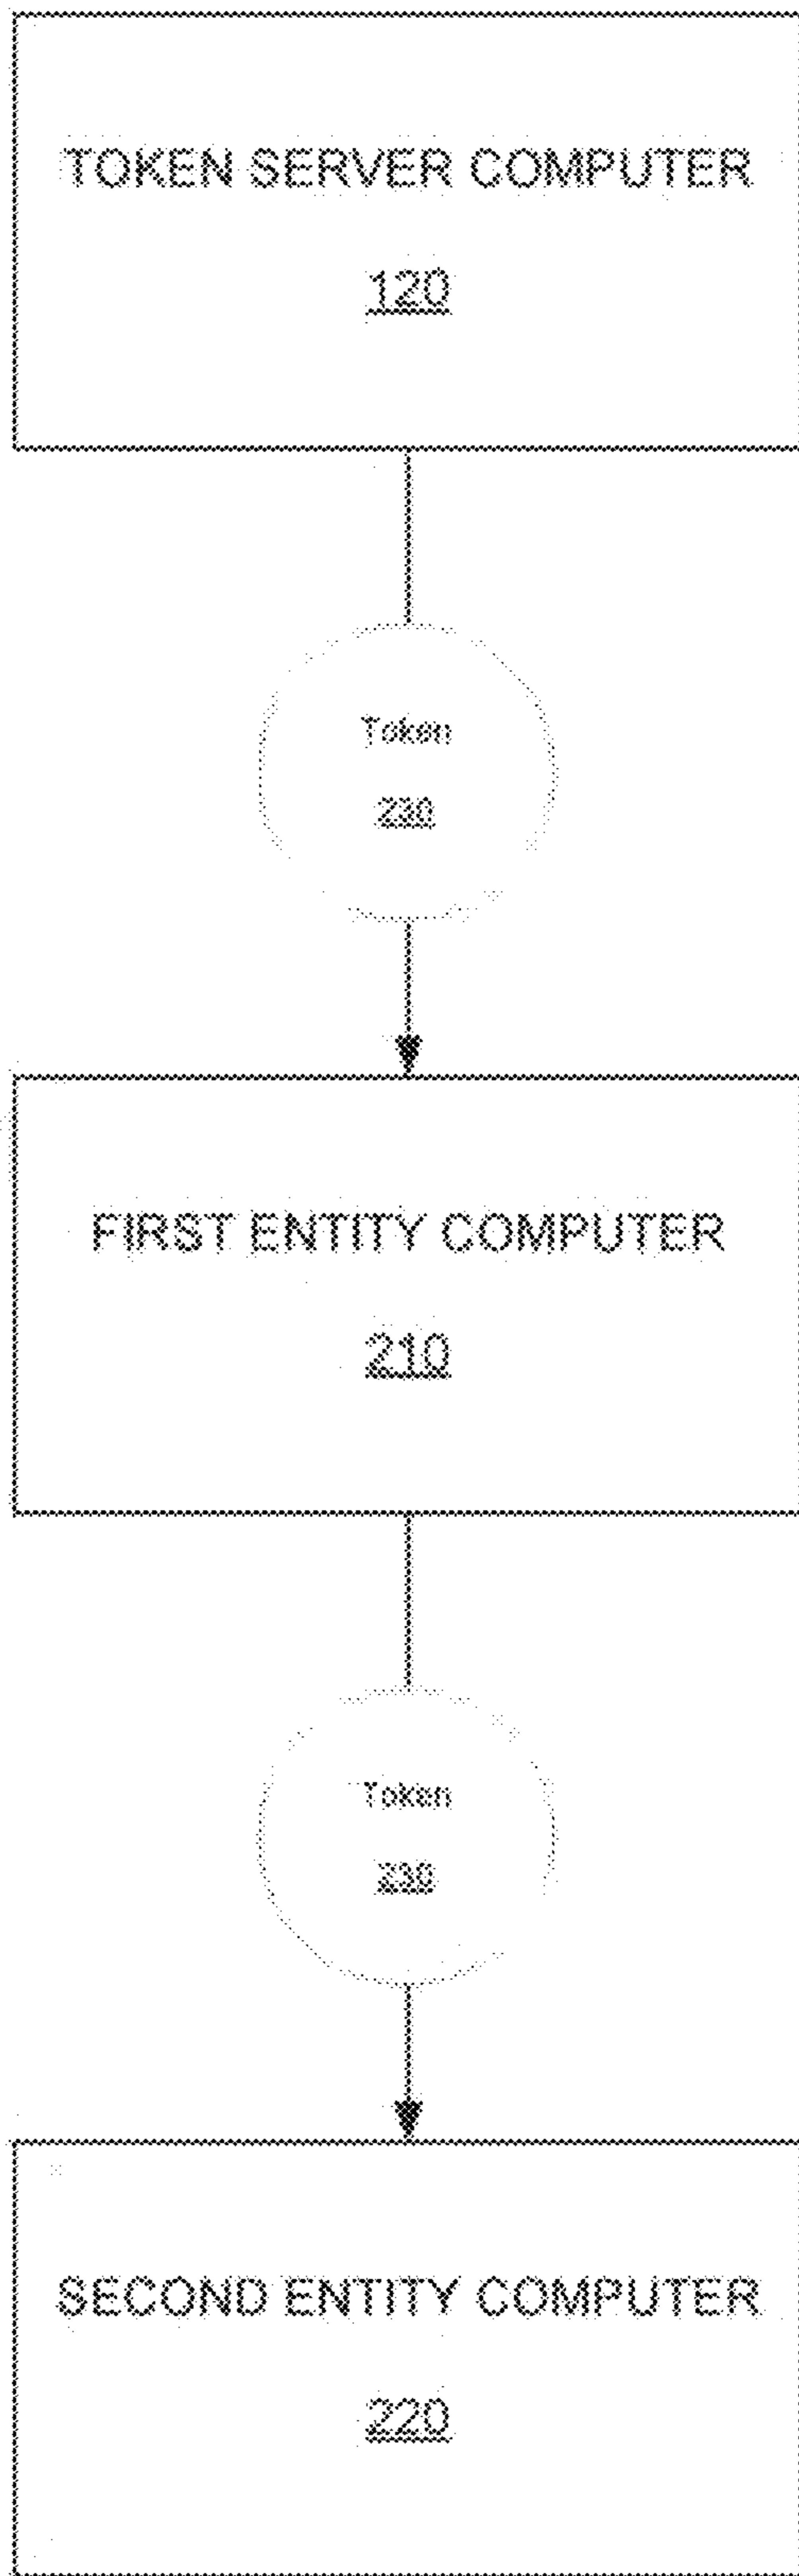 TOKEN SERVER COMPUTER
120
Token
230
FIRST ENTITY COMPUTER
210
Token
230
SECOND ENTITY COMPUTER
220